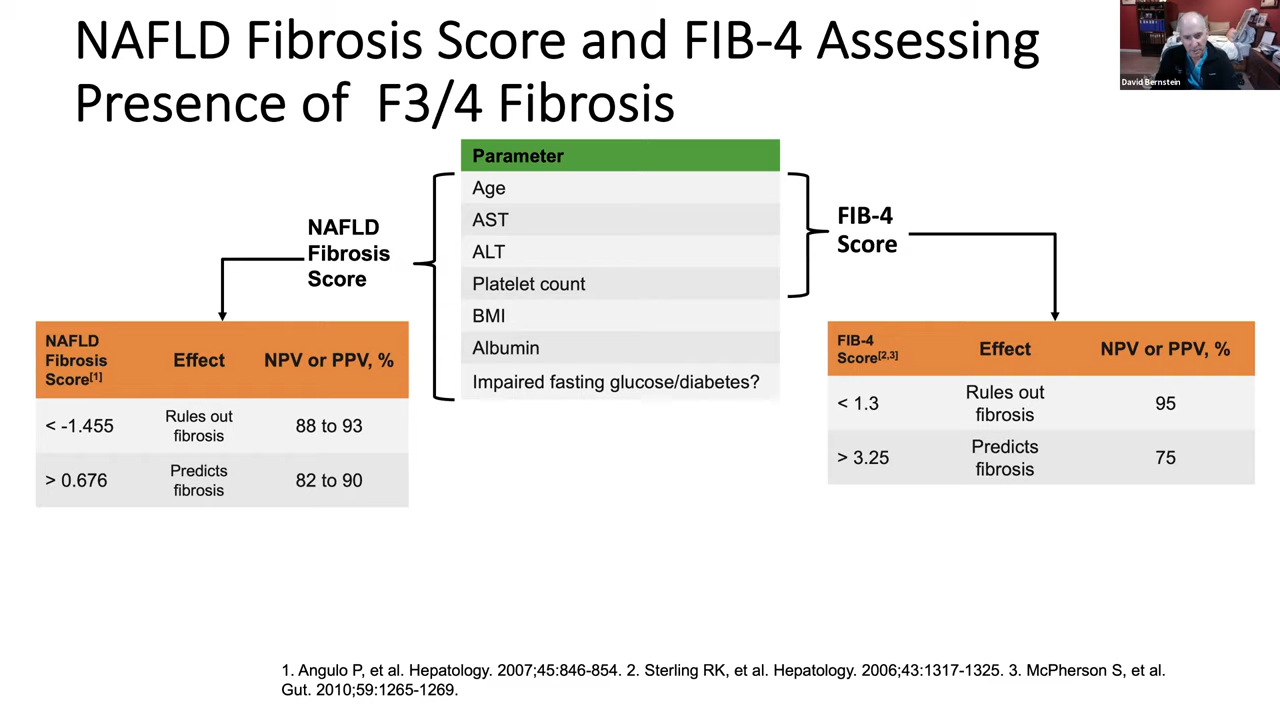 NAFLD Fibrosis Score and FIB-4 Assessing
Presence of F3/4 Fibrosis
David Bernstein
Parameter
Age
AST
ALT
Platelet count
BMI
Albumin
Impaired fasting glucose/diabetes?
NAFLD
Fibrosis
Score
FIB-4
Score
NAFLD
Fibrosis
Score[1]
Effect
NPV or PPV, %
< -1.455
Rules out
fibrosis
88 to 93
> 0.676
Predicts
fibrosis
82 to 90
FIB-4
Score[2,3]
Effect
NPV or PPV, %
< 1.3
Rules out
fibrosis
95
> 3.25
Predicts
fibrosis
75
1. Angulo P, et al. Hepatology. 2007;45:846-854. 2. Sterling RK, et al. Hepatology. 2006;43:1317-1325. 3. McPherson S, et al.
Gut. 2010;59:1265-1269.